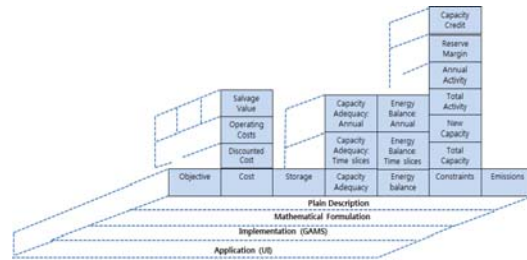 Capacity
Credit
Reserve
Margin
Annual
Activity
Total
Activity
New
Capacity
Total
Capacity
Constraints
Salvage
Value
Operating
Costs
Discounted
Cost
Cost
Capacity
Adequacy:
Annual
Energy
Balance:
Annual
Capacity
Adequacy:
Time slices
Energy
Balance:
Time slices
Objective
Storage
Capacity
Adequacy
Energy
balance
Emissions
Plain Description
Mathematical Formulation
Implementation (GAMS)
Application (UI)